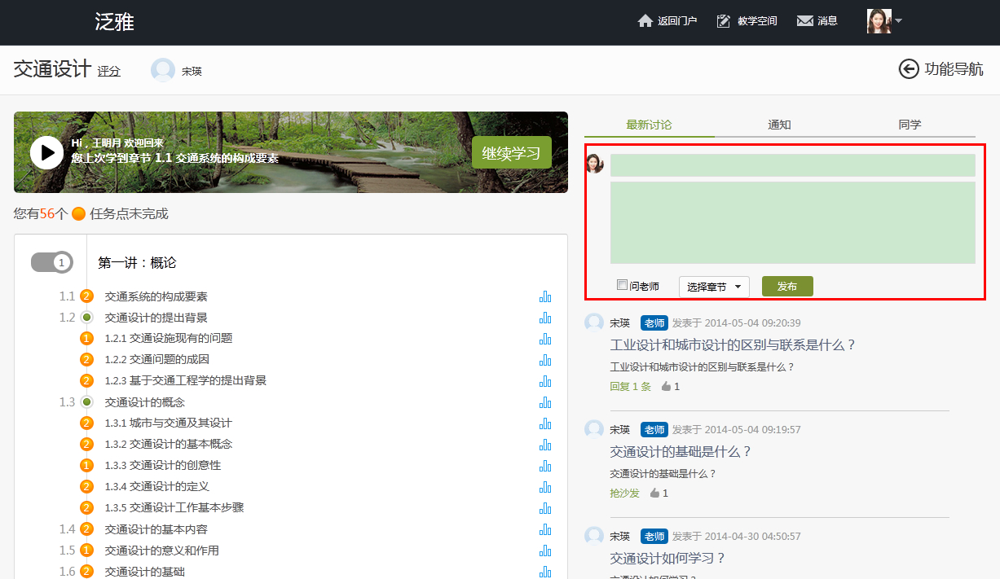 泛雅
返回门户 教学空间 消息
交通设计 评分 宋瑛
功能导航
Hi，王明月 欢迎回来
您上次学到章节 1.1 交通系统的构成要素
继续学习
您有56个 任务点未完成
1 第一讲：概论
1.1 2 交通系统的构成要素
1.2 交通设计的提出背景
1 1.2.1 交通设施现有的问题
2 1.2.2 交通问题的成因
2 1.2.3 基于交通工程学的提出背景
1.3 交通设计的概念
2 1.3.1 城市与交通及其设计
2 1.3.2 交通设计的基本概念
1 1.3.3 交通设计的创意性
2 1.3.4 交通设计的定义
2 1.3.5 交通设计工作基本步骤
1.4 2 交通设计的基本内容
1.5 1 交通设计的意义和作用
1.6 2 交通设计的基础
最新讨论 通知 同学
问老师 选择章节 发布
宋瑛 老师 发表于 2014-05-04 09:20:39
工业设计和城市设计的区别与联系是什么？
工业设计和城市设计的区别与联系是什么？
回复 1 条 1
宋瑛 老师 发表于 2014-05-04 09:19:57
交通设计的基础是什么？
交通设计的基础是什么？
抢沙发 1
宋瑛 老师 发表于 2014-04-30 04:50:57
交通设计如何学习？
交通设计如何学习？